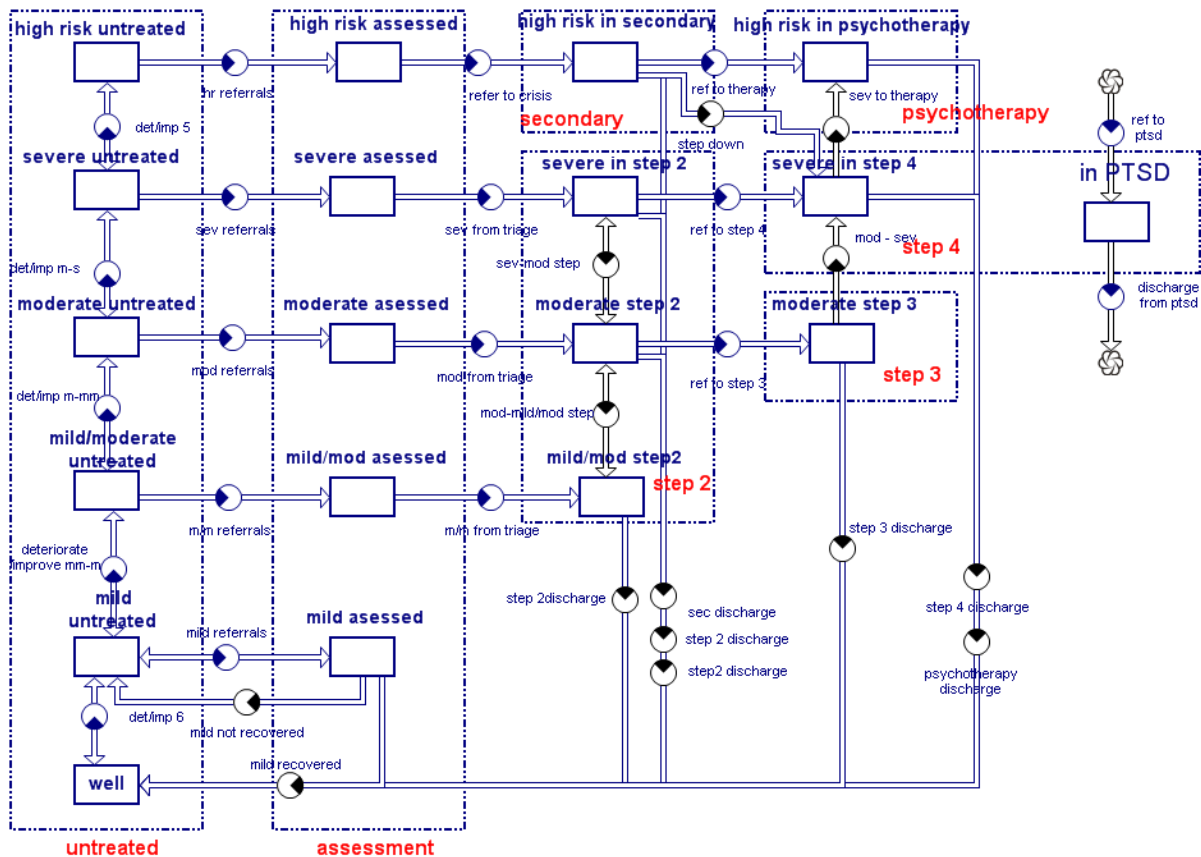 high risk untreated
high risk assessed
high risk in secondary
high risk in psychotherapy
hr referrals
refer to crisis
ref to therapy
sev to therapy
det/imp 5
secondary
psychotherapy
step down
ref to
ptsd
severe untreated
severe asessed
severe in step 2
severe in step 4
in PTSD
sev referrals
sev from triage
ref to step 4
mod - sev
step 4
det/imp m-s
sev-mod step
discharge
from ptsd
moderate untreated
moderate asessed
moderate step 2
moderate step 3
mod referrals
mod from triage
ref to step 3
step 3
det/imp m-mm
mod-mild/mod step
mild/moderate
untreated
mild/mod asessed
mild/mod step2
step 2
m/m referrals
m/m from triage
step 3 discharge
deteriorate
/improve mm-m
mild
untreated
mild asessed
step 2discharge
sec discharge
step 4 discharge
mild referrals
step 2 discharge
step2 discharge
psychotherapy
discharge
det/imp 6
mild not recovered
mild recovered
well
untreated
assessment